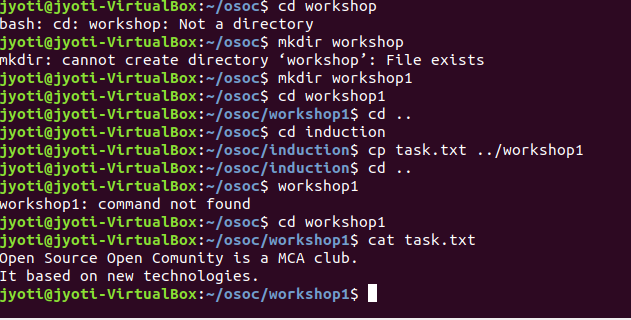 jyoti@jyoti-VirtualBox:~/osoc$ cd workshop
bash: cd: workshop: Not a directory
jyoti@jyoti-VirtualBox:~/osoc$ mkdir workshop
mkdir: cannot create directory ‘workshop’: File exists
jyoti@jyoti-VirtualBox:~/osoc$ mkdir workshop1
jyoti@jyoti-VirtualBox:~/osoc$ cd workshop1
jyoti@jyoti-VirtualBox:~/osoc/workshop1$ cd ..
jyoti@jyoti-VirtualBox:~/osoc$ cd induction
jyoti@jyoti-VirtualBox:~/osoc/induction$ cp task.txt ../workshop1
jyoti@jyoti-VirtualBox:~/osoc/induction$ cd ..
jyoti@jyoti-VirtualBox:~/osoc$ workshop1
workshop1: command not found
jyoti@jyoti-VirtualBox:~/osoc$ cd workshop1
jyoti@jyoti-VirtualBox:~/osoc/workshop1$ cat task.txt
Open Source Open Comunity is a MCA club.
It based on new technologies.
jyoti@jyoti-VirtualBox:~/osoc/workshop1$